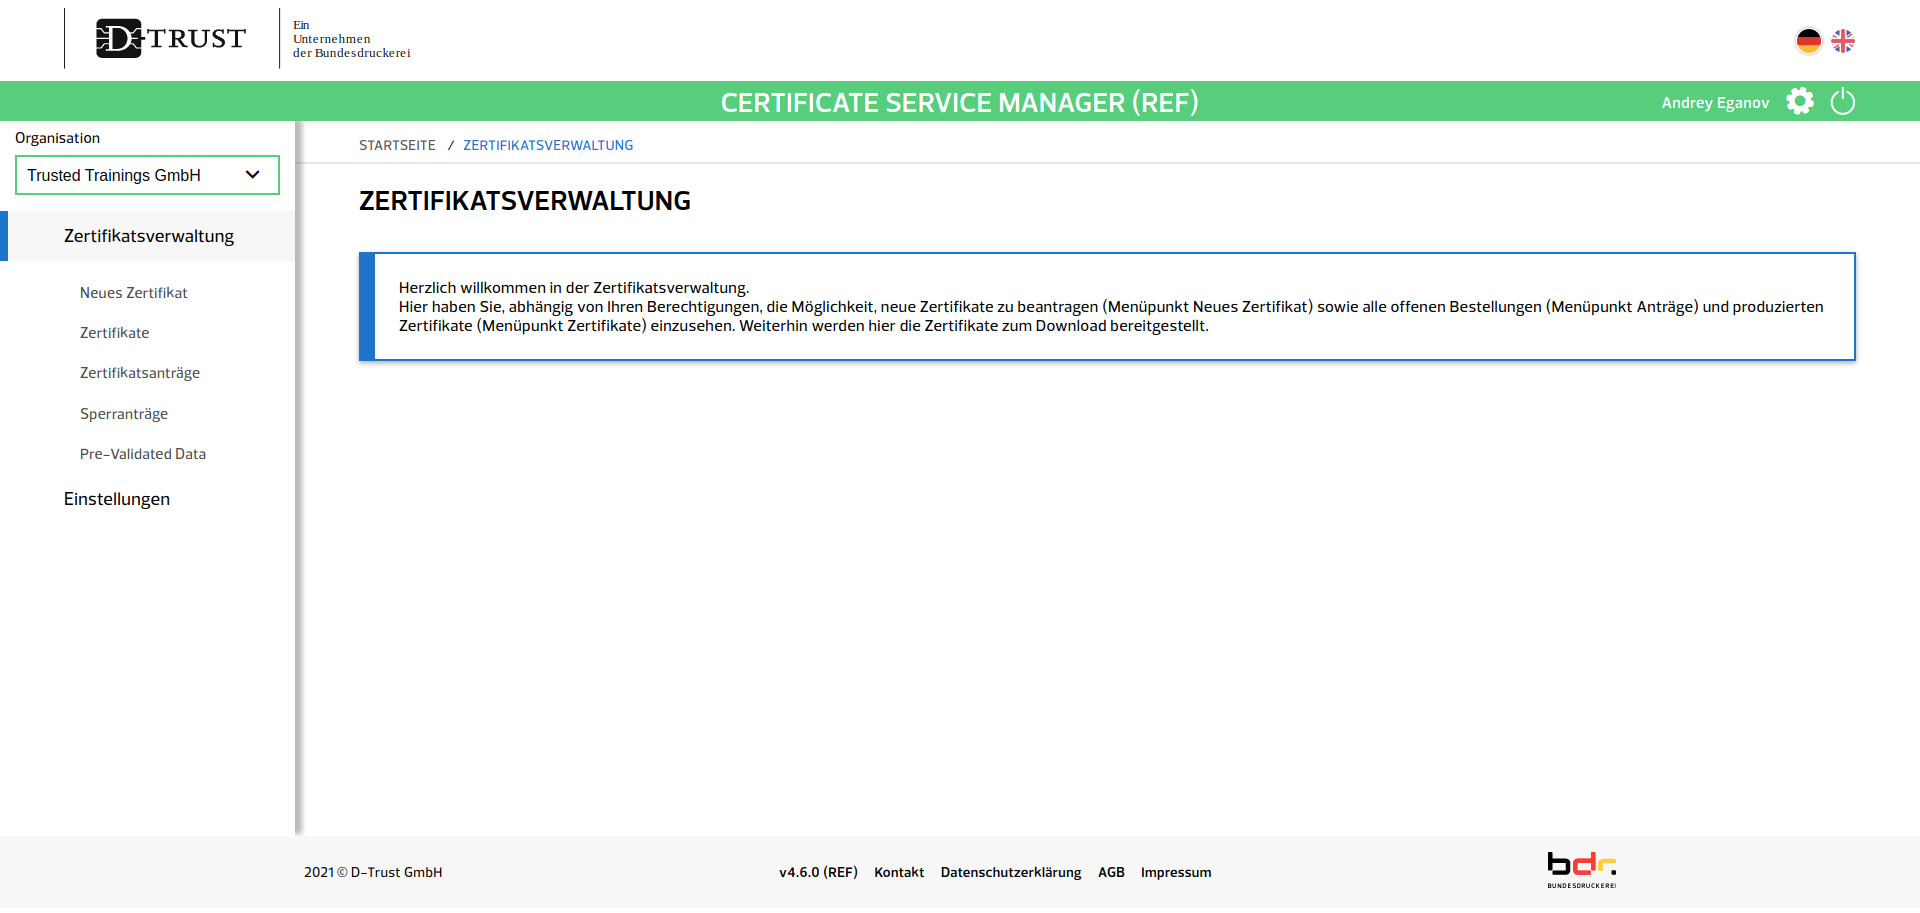 D-TRUST
Ein
Unternehmen
der Bundesdruckerei
CERTIFICATE SERVICE MANAGER (REF)
Andrey Eganov
Organisation
Trusted Trainings GmbH
Zertifikatsverwaltung
Neues Zertifikat
Zertifikate
Zertifikatsanträge
Sperranträge
Pre-Validated Data
Einstellungen
STARTSEITE / ZERTIFIKATSVERWALTUNG
ZERTIFIKATSVERWALTUNG
Herzlich willkommen in der Zertifikatsverwaltung.
Hier haben Sie, abhängig von Ihren Berechtigungen, die Möglichkeit, neue Zertifikate zu beantragen (Menüpunkt Neues Zertifikat) sowie alle offenen Bestellungen (Menüpunkt Anträge) und produzierten
Zertifikate (Menüpunkt Zertifikate) einzusehen. Weiterhin werden hier die Zertifikate zum Download bereitgestellt.
2021 © D-Trust GmbH
v4.6.0 (REF) Kontakt Datenschutzerklärung AGB Impressum
bdr.
BUNDESDRUCKEREI